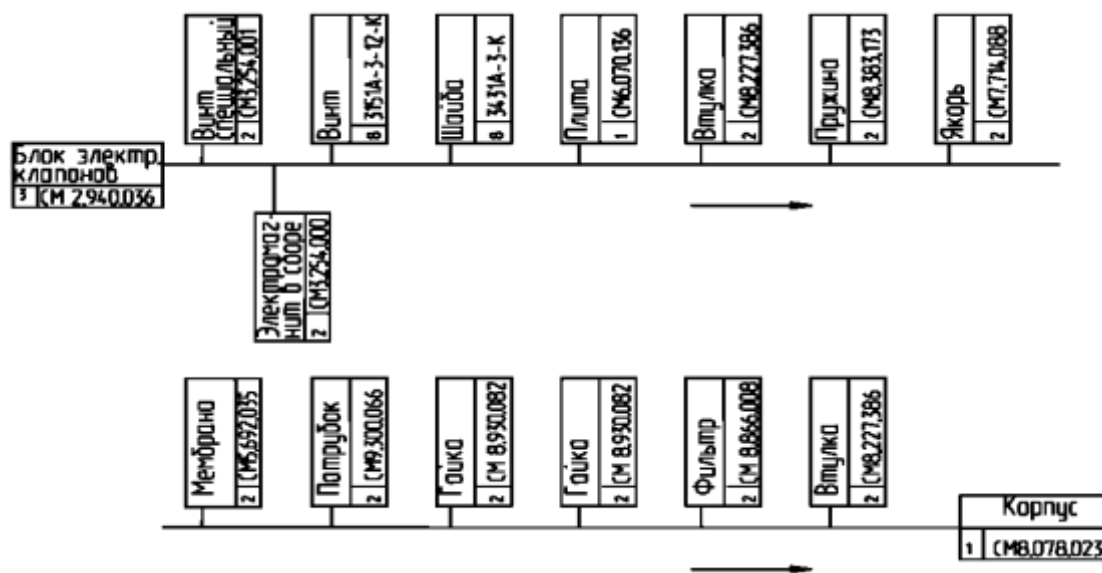 Винт
специальный
2 СМ3.254.001
Винт
8 3151А-3-12-К
Шайба
8 3431А-3-К
Плита
1 СМ6.070.136
Втулка
2 СМ8.227.386
Пружина
2 СМ8.383.173
Якорь
2 СМ7.714.088
Блок электр.
клапанов
3 СМ 2.940.036
Электрамаг-
нит в сборе
2 СМ3.254.000
Мембрана
2 СМ5.692.035
Патрубок
2 СМ9.300.066
Гайка
2 СМ 8.930.082
Гайка
2 СМ 8.930.082
Фильтр
2 СМ 8.866.008
Втулка
2 СМ8.227.386
Корпус
1 СМ8.078.023